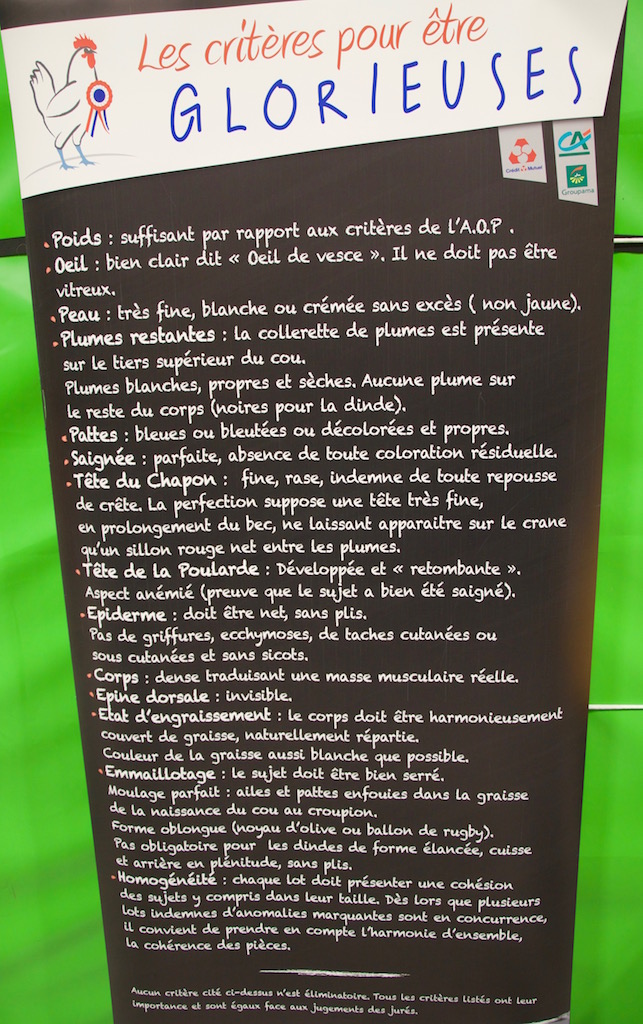 Les critères pour être
GLORIEUSES
Crédit Mutuel
CA
Groupama
• Poids : suffisant par rapport aux critères de l'A.O.P .
• Oeil : bien clair dit « Oeil de vesce ». Il ne doit pas être
vitreux.
• Peau : très fine, blanche ou crémée sans excès ( non jaune).
• Plumes restantes : la collerette de plumes est présente
sur le tiers supérieur du cou.
Plumes blanches, propres et sèches. Aucune plume sur
le reste du corps (noires pour la dinde).
• Pattes : bleues ou bleutées ou décolorées et propres.
• Saignée : parfaite, absence de toute coloration résiduelle.
• Tête du Chapon : fine, rase, indemne de toute repousse
de crête. La perfection suppose une tête très fine,
en prolongement du bec, ne laissant apparaitre sur le crane
qu'un sillon rouge net entre les plumes.
• Tête de la Poularde : Développée et « retombante ».
Aspect anémié (preuve que le sujet a bien été saigné).
• Epiderme : doit être net, sans plis.
Pas de griffures, ecchymoses, de taches cutanées ou
sous cutanées et sans sicots.
• Corps : dense traduisant une masse musculaire réelle.
• Epine dorsale : invisible.
• Etat d'engraissement : le corps doit être harmonieusement
couvert de graisse, naturellement répartie.
Couleur de la graisse aussi blanche que possible.
• Emmaillotage : le sujet doit être bien serré.
Moulage parfait : ailes et pattes enfouies dans la graisse
de la naissance du cou au croupion.
Forme oblongue (noyau d'olive ou ballon de rugby).
Pas obligatoire pour les dindes de forme élancée, cuisse
et arrière en plénitude, sans plis.
• Homogénéité : chaque lot doit présenter une cohésion
des sujets y compris dans leur taille. Dès lors que plusieurs
lots indemnes d'anomalies marquantes sont en concurrence,
il convient de prendre en compte l'harmonie d'ensemble,
la cohérence des pièces.
Aucun critère cité ci-dessus n'est éliminatoire. Tous les critères listés ont leur
importance et sont égaux face aux jugements des jurés.